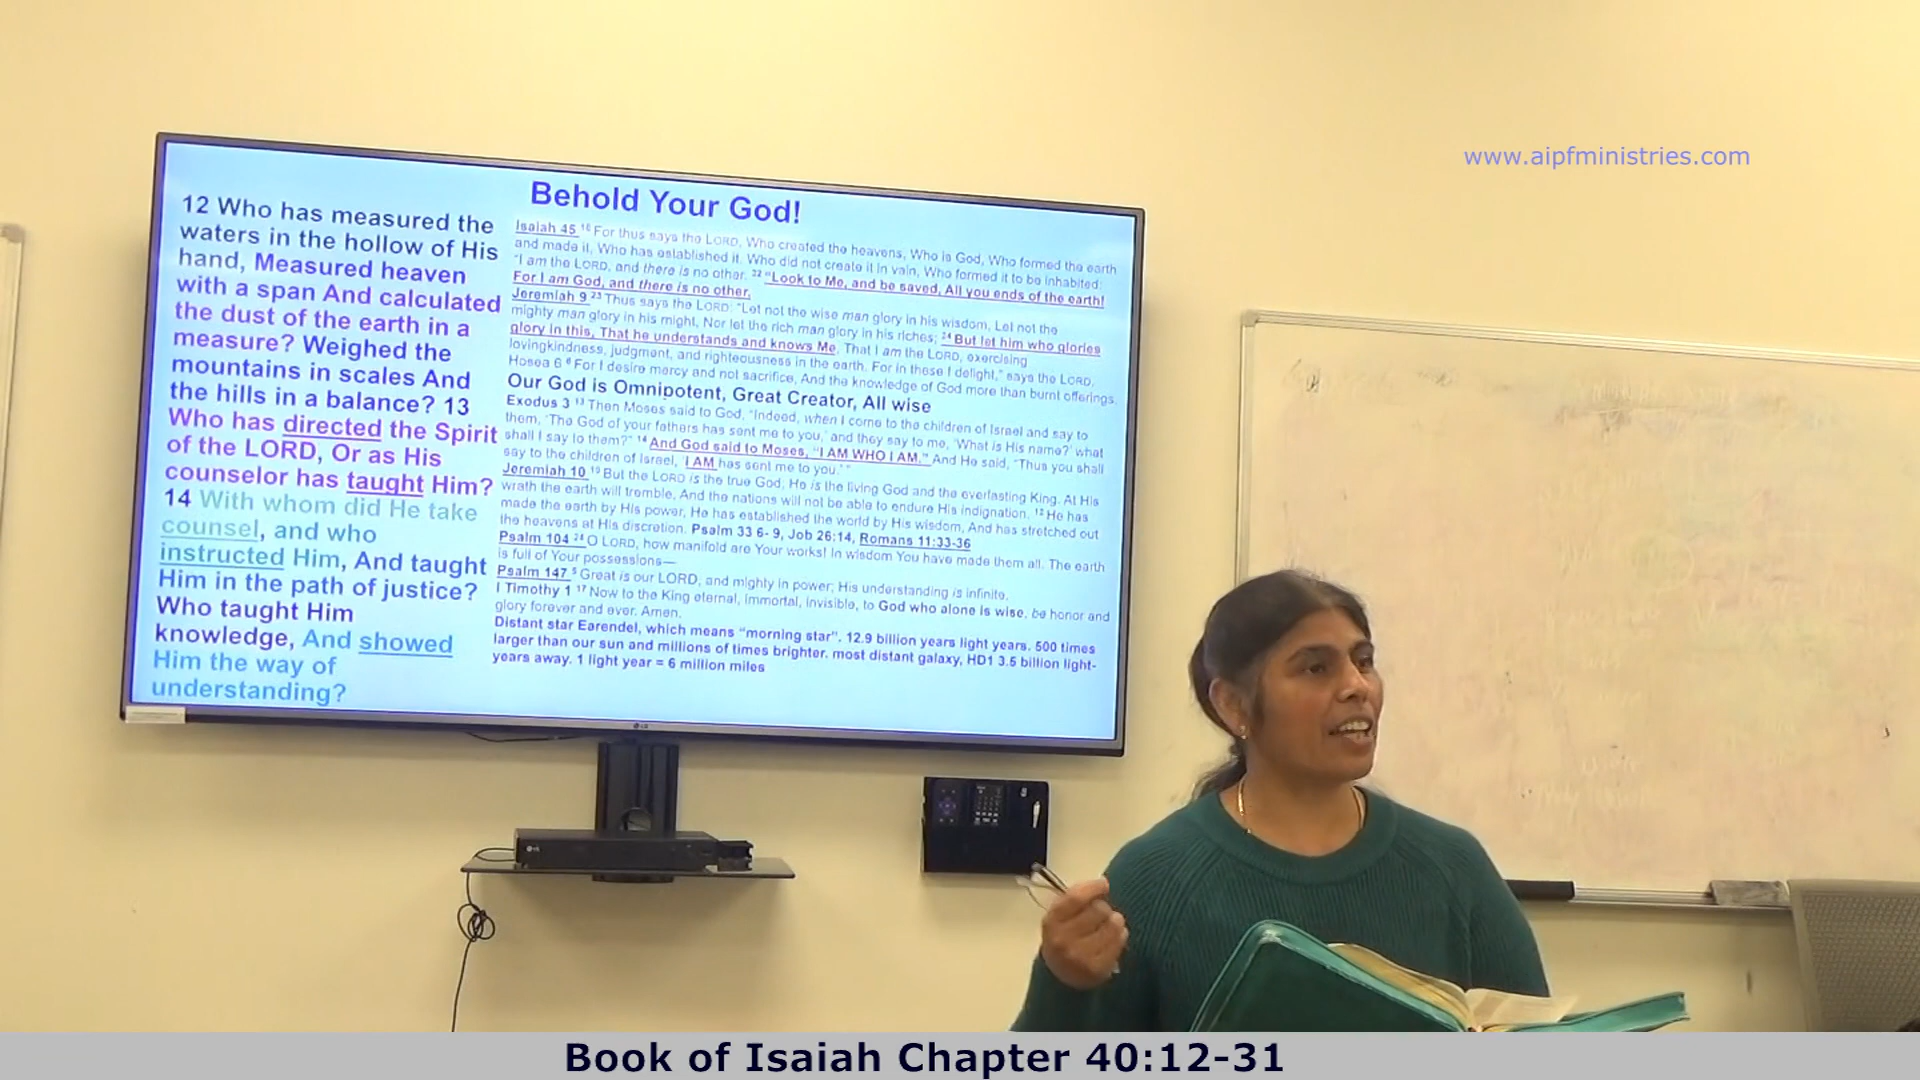 www.aipfministries.com
Behold Your God!
12 Who has measured the
waters in the hollow of His
hand, Measured heaven
with a span And calculated
the dust of the earth in a
measure? Weighed the
mountains in scales And
the hills in a balance? 13
Who has directed the Spirit
of the LORD, Or as His
counselor has taught Him?
14 With whom did He take
counsel, and who
instructed Him, And taught
Him in the path of justice?
Who taught Him
knowledge, And showed
Him the way of
understanding?
Isaiah 45 18 For thus says the LORD, Who created the heavens, Who is God, Who formed the earth
and made it, Who has established it, Who did not create it in vain, Who formed it to be inhabited:
"I am the LORD, and there is no other. 22 "Look to Me, and be saved, All you ends of the earth!
For I am God, and there is no other.
Jeremiah 9 23 Thus says the LORD: "Let not the wise man glory in his wisdom, Let not the
mighty man glory in his might, Nor let the rich man glory in his riches; 24 But let him who glories
glory in this, That he understands and knows Me, That I am the LORD, exercising
lovingkindness, judgment, and righteousness in the earth. For in these I delight," says the LORD.
Hosea 6 6 For I desire mercy and not sacrifice, And the knowledge of God more than burnt offerings.
Our God is Omnipotent, Great Creator, All wise
Exodus 3 13 Then Moses said to God, "Indeed, when I come to the children of Israel and say to
them, 'The God of your fathers has sent me to you,' and they say to me, 'What is His name?' what
shall I say to them?" 14 And God said to Moses, "I AM WHO I AM." And He said, "Thus you shall
say to the children of Israel, 'I AM has sent me to you.' "
Jeremiah 10 10 But the LORD is the true God; He is the living God and the everlasting King. At His
wrath the earth will tremble, And the nations will not be able to endure His indignation. 12 He has
made the earth by His power, He has established the world by His wisdom, And has stretched out
the heavens at His discretion. Psalm 33 6- 9, Job 26:14, Romans 11:33-36
Psalm 104 24 O LORD, how manifold are Your works! In wisdom You have made them all. The earth
is full of Your possessions—
Psalm 147 5 Great is our LORD, and mighty in power; His understanding is infinite.
I Timothy 1 17 Now to the King eternal, immortal, invisible, to God who alone is wise, be honor and
glory forever and ever. Amen.
Distant star Earendel, which means "morning star". 12.9 billion years light years. 500 times
larger than our sun and millions of times brighter. most distant galaxy, HD1 3.5 billion light-
years away. 1 light year = 6 million miles
LG
Book of Isaiah Chapter 40:12-31